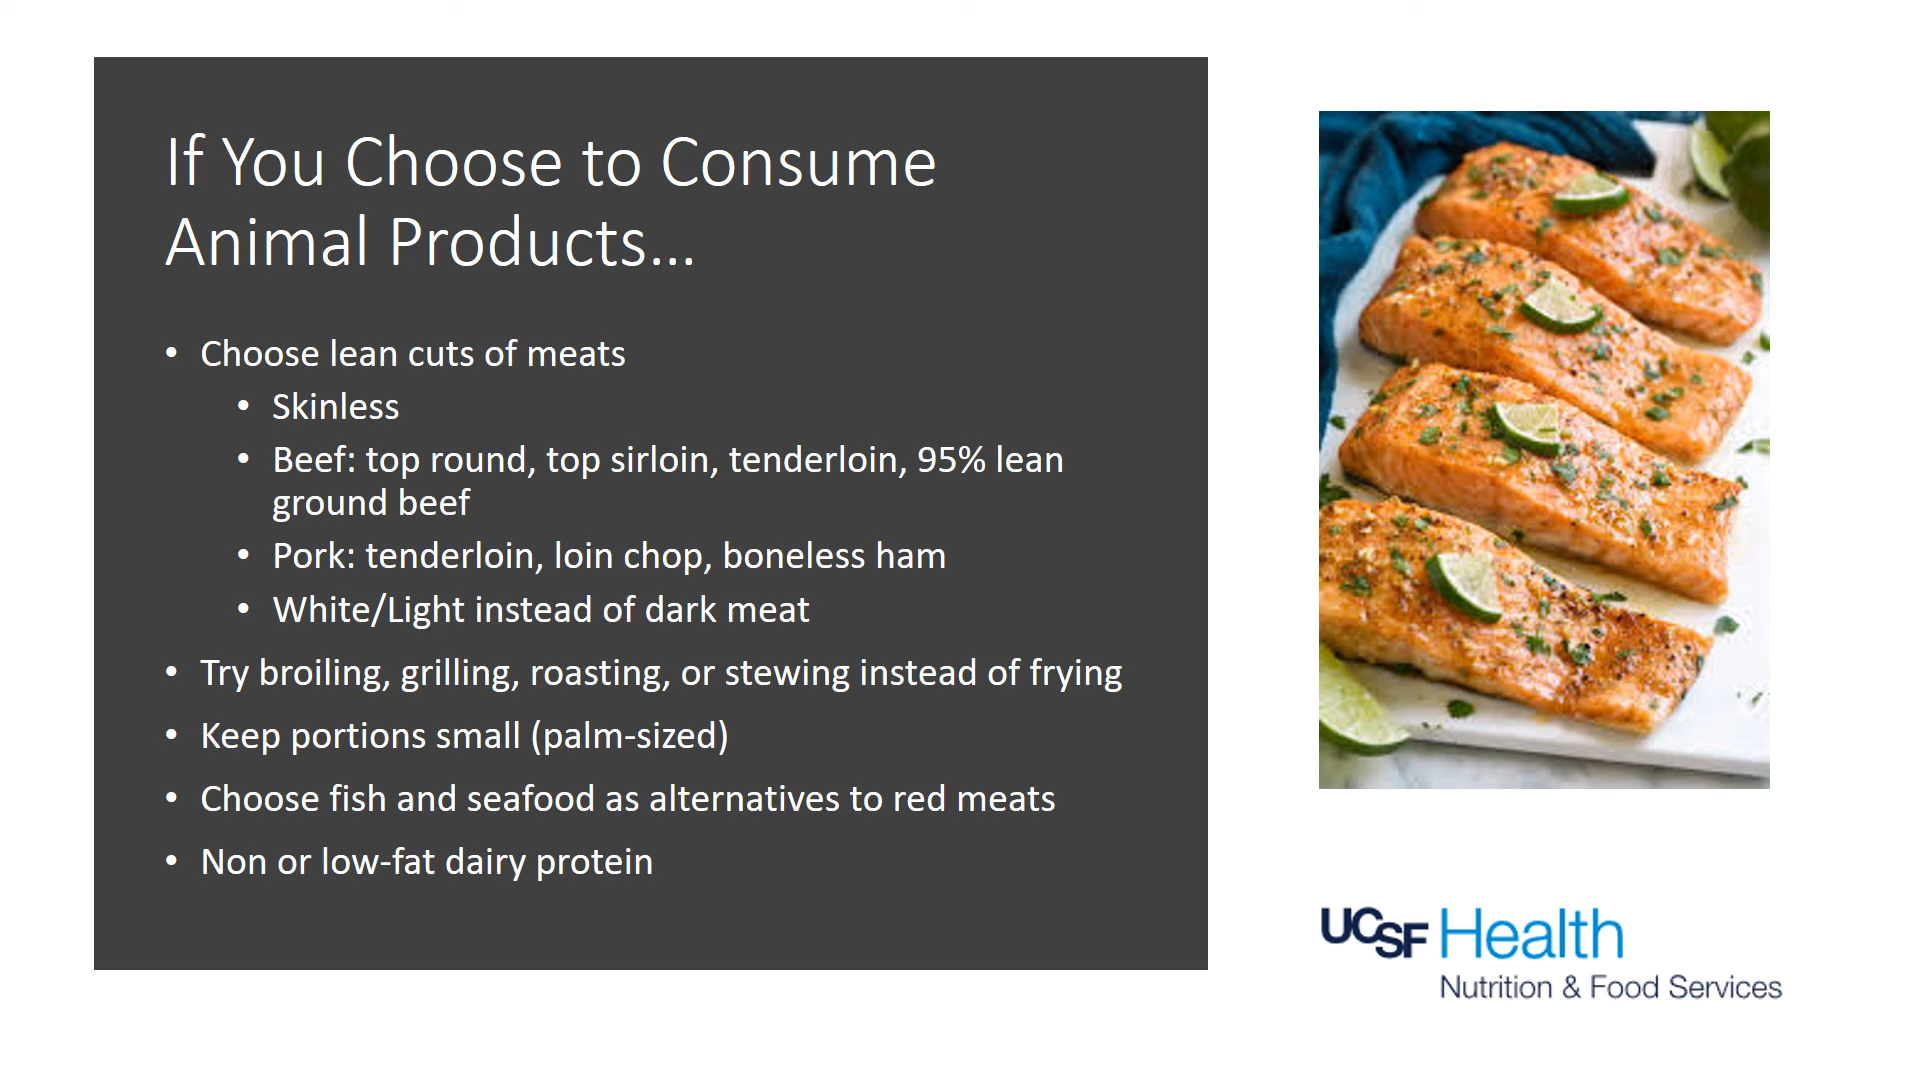 If You Choose to Consume
Animal Products...
• Choose lean cuts of meats
• Skinless
• Beef: top round, top sirloin, tenderloin, 95% lean
ground beef
• Pork: tenderloin, loin chop, boneless ham
• White/Light instead of dark meat
• Try broiling, grilling, roasting, or stewing instead of frying
• Keep portions small (palm-sized)
• Choose fish and seafood as alternatives to red meats
• Non or low-fat dairy protein
UCSF Health
Nutrition & Food Services